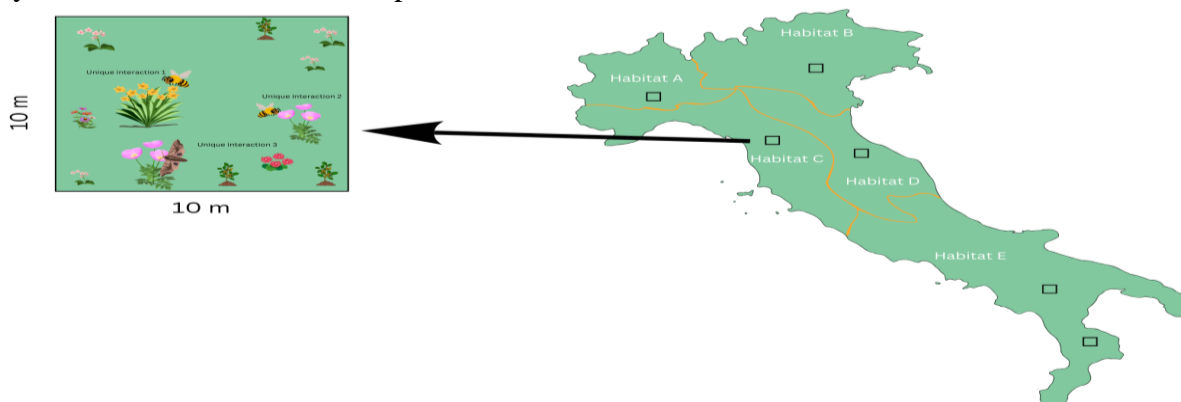 Unique interaction 1
Unique interaction 2
Unique interaction 3
10 m
10 m
Habitat B
Habitat A
Habitat C
Habitat D
Habitat E